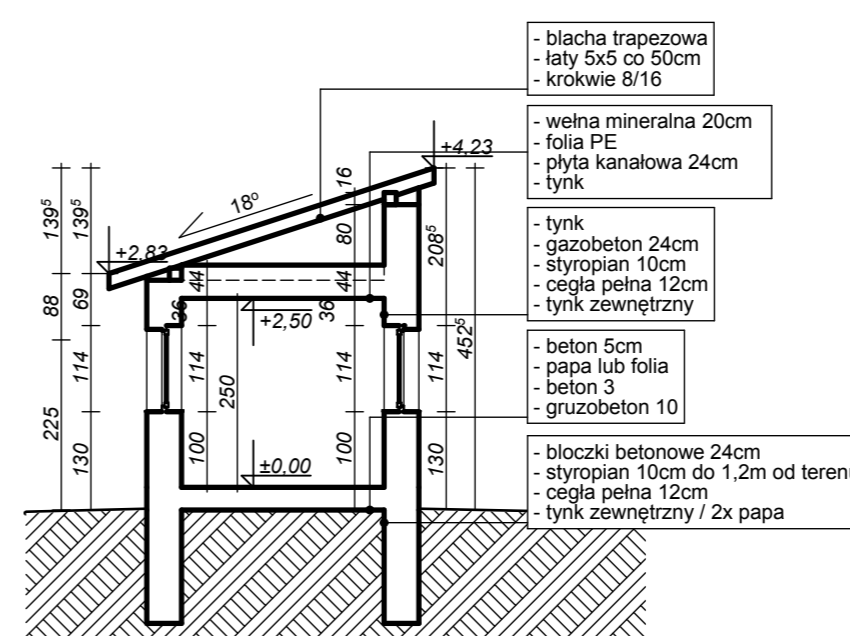 - blacha trapezowa
- łaty 5x5 co 50cm
- krokwie 8/16
- wełna mineralna 20cm
- folia PE
- płyta kanałowa 24cm
- tynk
- tynk
- gazobeton 24cm
- styropian 10cm
- cegła pełna 12cm
- tynk zewnętrzny
- beton 5cm
- papa lub folia
- beton 3
- gruzobeton 10
- bloczki betonowe 24cm
- styropian 10cm do 1,2m od terenu
- cegła pełna 12cm
- tynk zewnętrzny / 2x papa
+4,23
18°
+2,83
+2,50
±0,00
139⁵
88
225
139⁵
69
114
130
36
44
114
100
250
16
80
44
36
114
100
208⁵
114
130
452⁵